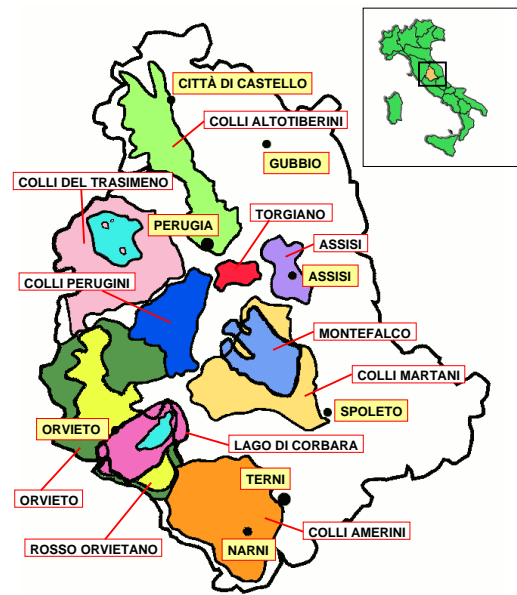 CITTÀ DI CASTELLO
COLLI ALTOTIBERINI
GUBBIO
COLLI DEL TRASIMENO
TORGIANO
PERUGIA
ASSISI
ASSISI
COLLI PERUGINI
MONTEFALCO
COLLI MARTANI
SPOLETO
ORVIETO
LAGO DI CORBARA
TERNI
ORVIETO
COLLI AMERINI
ROSSO ORVIETANO
NARNI